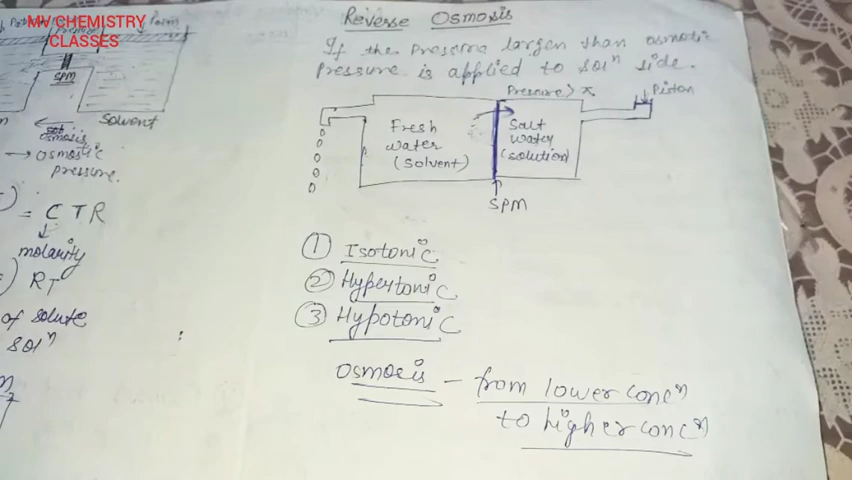 MV CHEMISTRY
CLASSES
SPM
Solvent
osmosis
→ osmotic
pressure.
= C T R
molarity
RT
of solute
solⁿ
Reverse Osmosis
If the pressure larger than osmotic
pressure is applied to solⁿ side.
Pressure > π
Piston
Fresh
water
(solvent)
Salt
water
(solution)
SPM
① Isotonic
② Hypertonic
③ Hypotonic
Osmosis – from lower concⁿ
to higher concⁿ